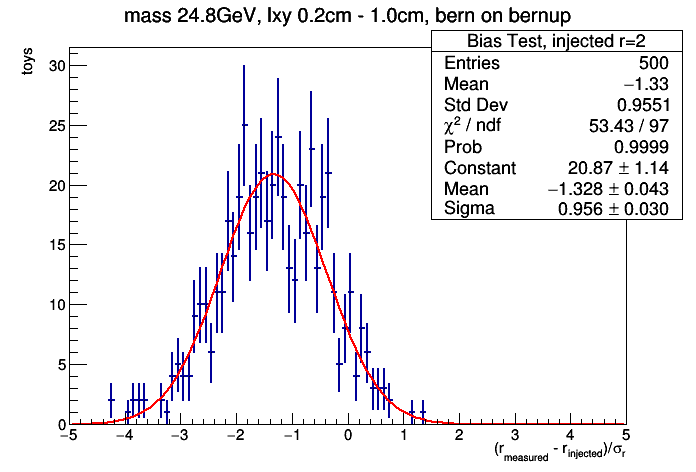 mass 24.8GeV, lxy 0.2cm - 1.0cm, bern on bernup
Bias Test, injected r=2
Entries 500
Mean −1.33
Std Dev 0.9551
χ² / ndf 53.43 / 97
Prob 0.9999
Constant 20.87 ± 1.14
Mean −1.328 ± 0.043
Sigma 0.956 ± 0.030
toys
30
25
20
15
10
5
0
−5 −4 −3 −2 −1 0 1 2 3 4 5
(r_measured - r_injected)/σ_r